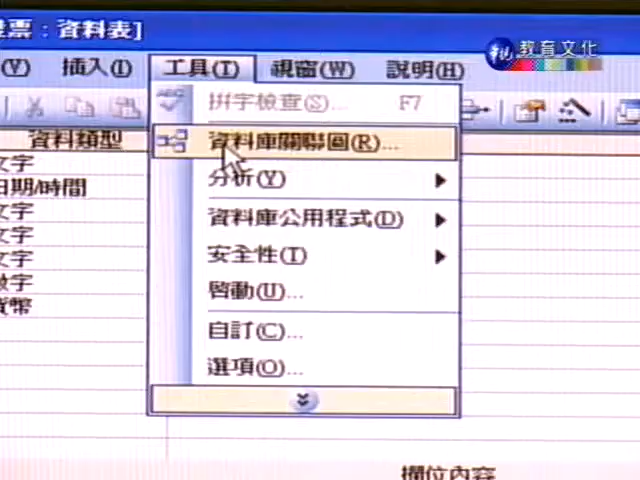 票：資料表]
視 教育文化
(V) 插入(I) 工具(T) 視窗(W) 說明(H)
ABC 拼字檢查(S)... F7
資料類型
資料庫關聯圖(R)...
文字
分析(Y)
日期/時間
文字
資料庫公用程式(D)
文字
文字
安全性(T)
數字
啓動(U)...
貨幣
自訂(C)...
選項(O)...
欄位內容